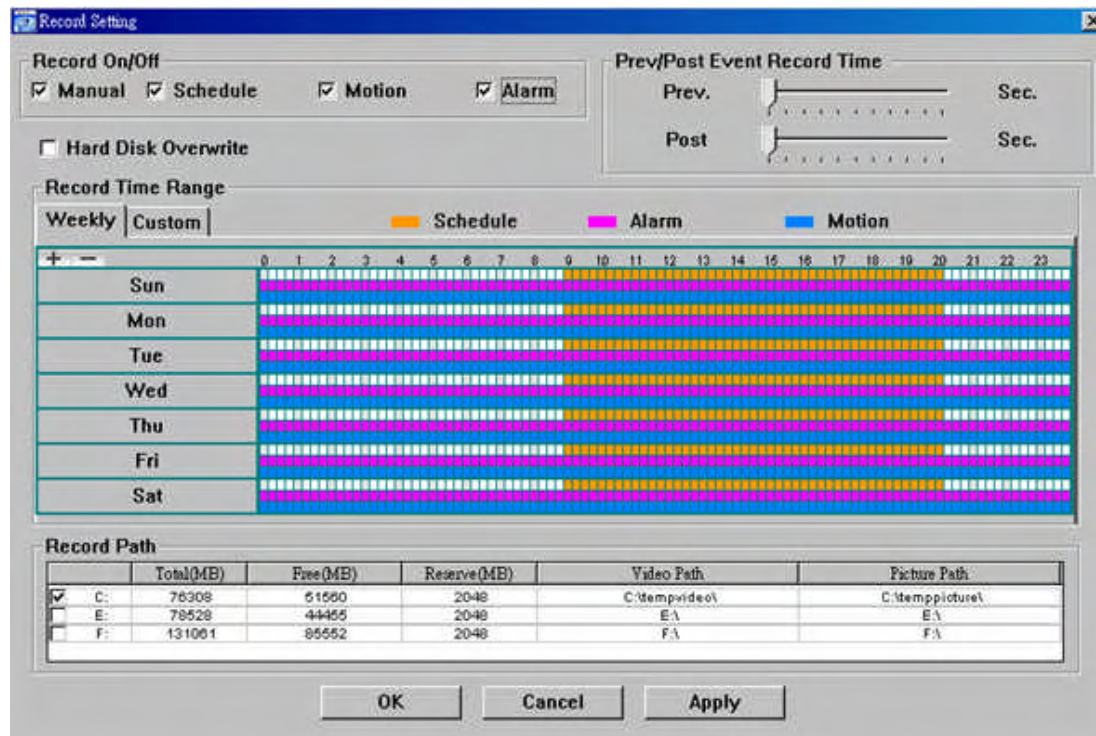 Record Setting
Record On/Off
Manual Schedule Motion Alarm
Prev/Post Event Record Time
Prev. Sec.
Post Sec.
Hard Disk Overwrite
Record Time Range
Weekly Custom
Schedule Alarm Motion
+ - 0 1 2 3 4 5 6 7 8 9 10 11 12 13 14 15 16 17 18 19 20 21 22 23
Sun
Mon
Tue
Wed
Thu
Fri
Sat
Record Path
Total(MB) Free(MB) Reserve(MB) Video Path Picture Path
C: 76308 51560 2048 C:\tempvideo\ C:\temppicture\
E: 78528 44455 2048 E:\ E:\
F: 131061 85552 2048 F:\ F:\
OK Cancel Apply